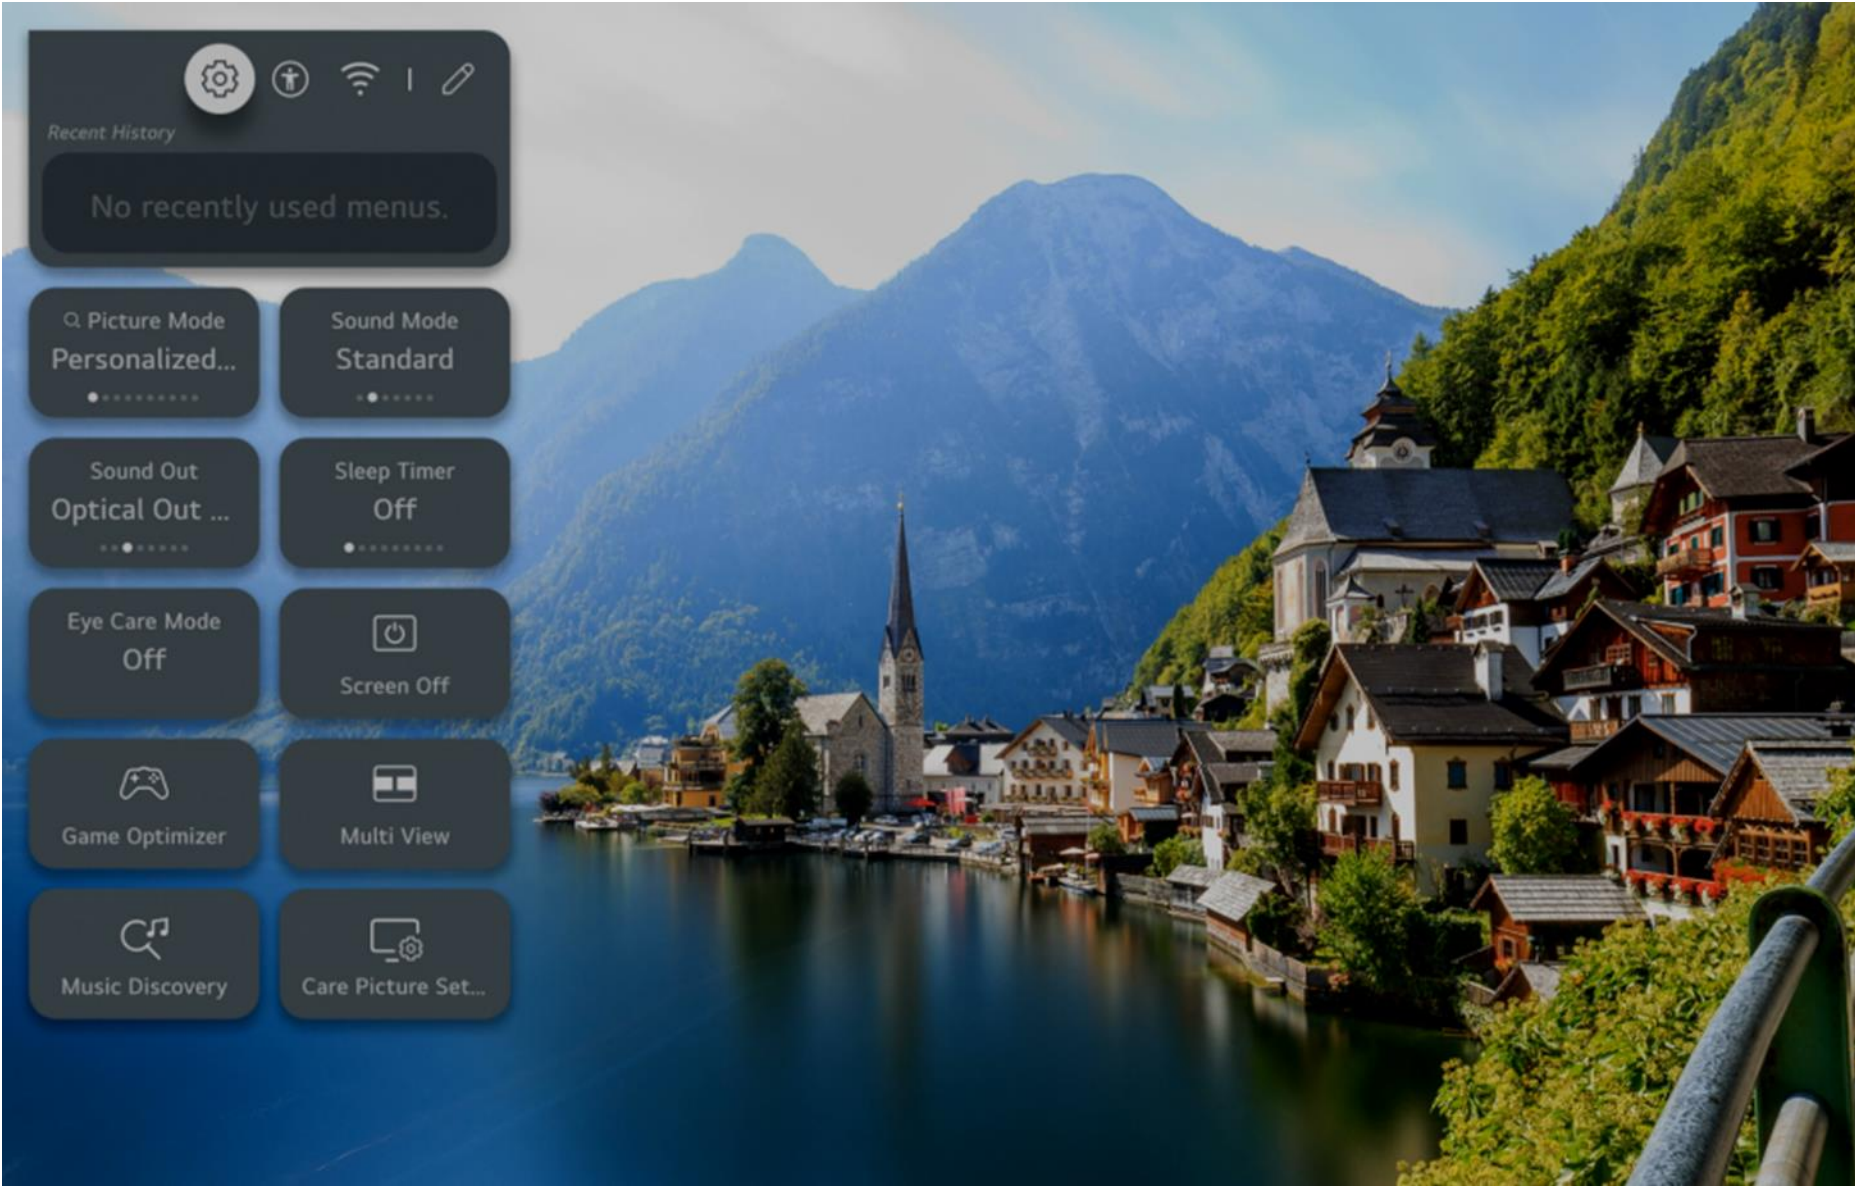 Recent History
No recently used menus.
Picture Mode
Personalized...
Sound Mode
Standard
Sound Out
Optical Out ...
Sleep Timer
Off
Eye Care Mode
Off
Screen Off
Game Optimizer
Multi View
Music Discovery
Care Picture Set...